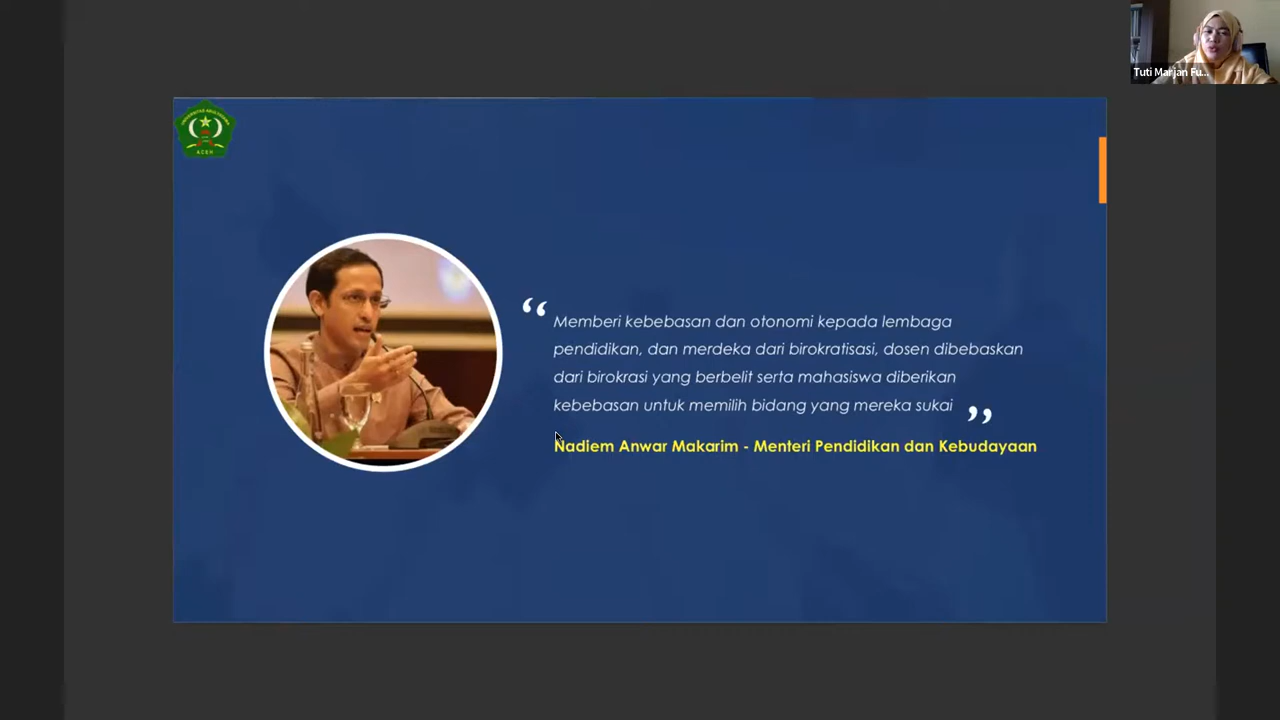 Tuti Marjan Fu...
ACEH
“ Memberi kebebasan dan otonomi kepada lembaga
pendidikan, dan merdeka dari birokratisasi, dosen dibebaskan
dari birokrasi yang berbelit serta mahasiswa diberikan
kebebasan untuk memilih bidang yang mereka sukai ”
Nadiem Anwar Makarim - Menteri Pendidikan dan Kebudayaan